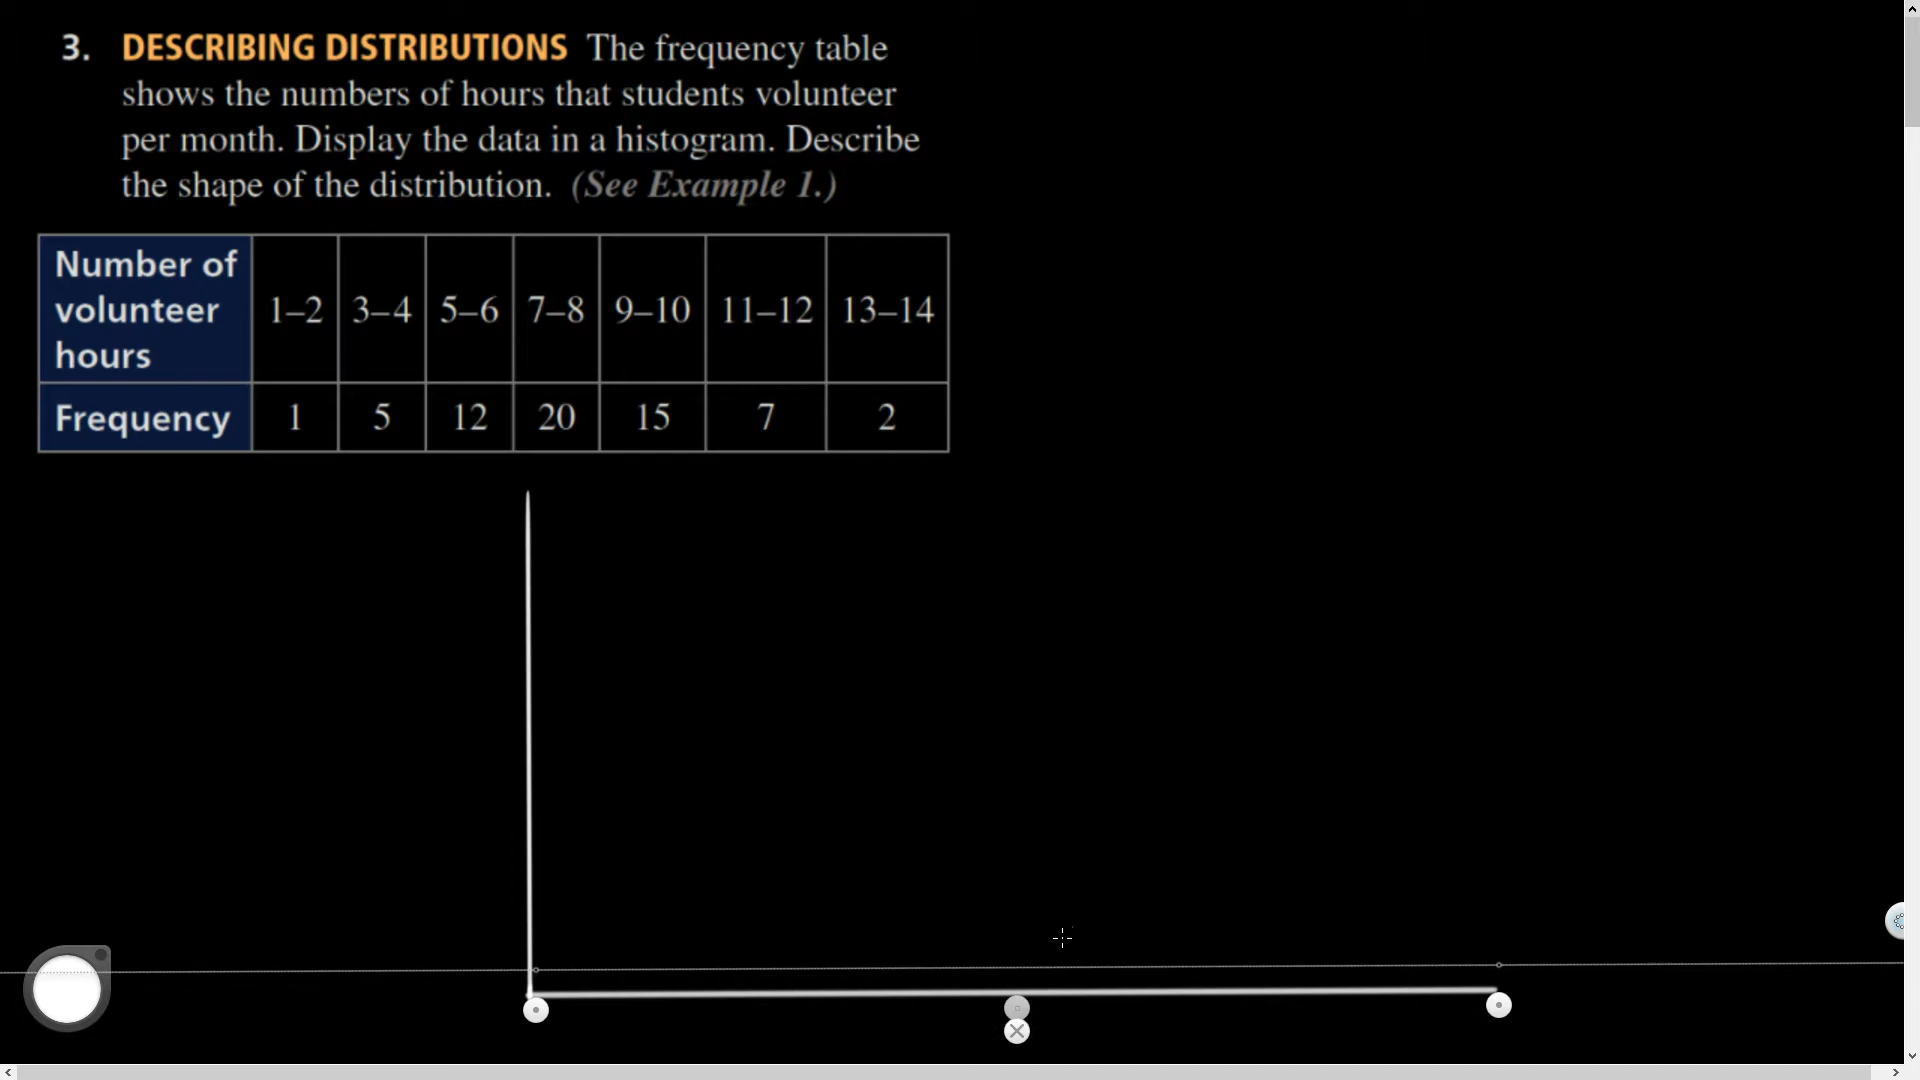 3. DESCRIBING DISTRIBUTIONS The frequency table
shows the numbers of hours that students volunteer
per month. Display the data in a histogram. Describe
the shape of the distribution. (See Example 1.)
Number of volunteer hours 1–2 3–4 5–6 7–8 9–10 11–12 13–14
Frequency 1 5 12 20 15 7 2